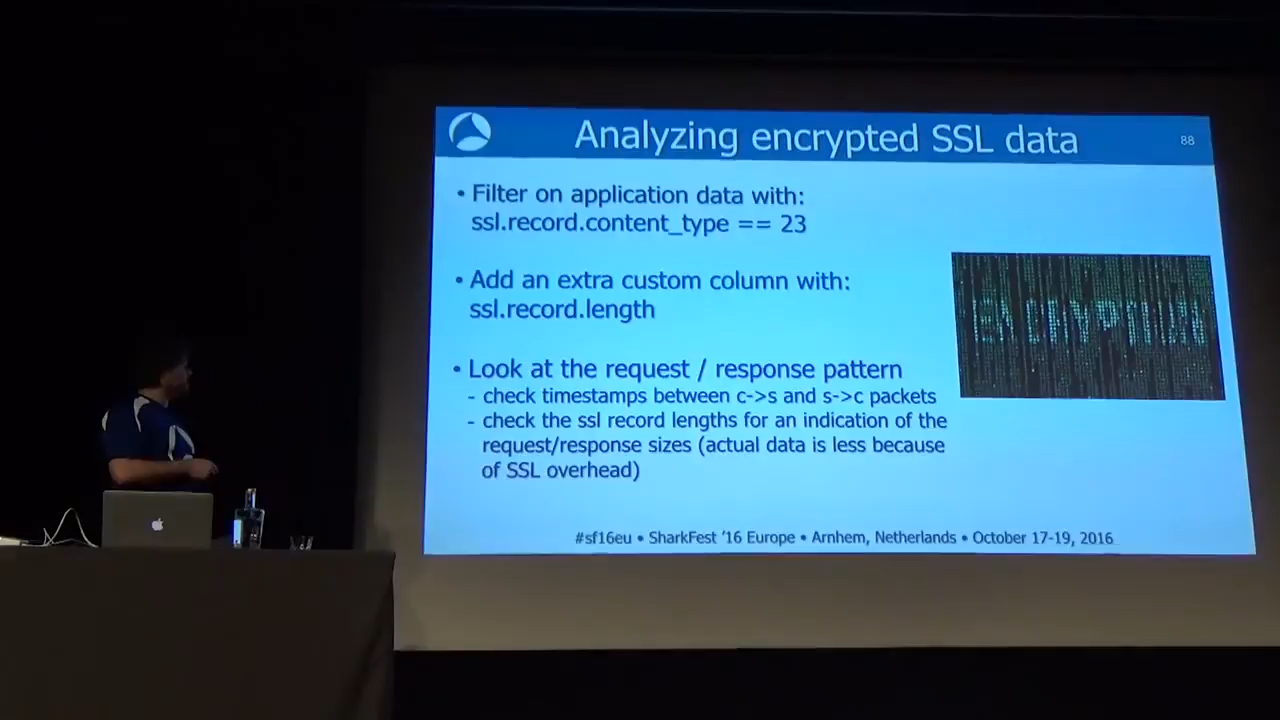 Analyzing encrypted SSL data
88
• Filter on application data with:
ssl.record.content_type == 23
• Add an extra custom column with:
ssl.record.length
• Look at the request / response pattern
- check timestamps between c->s and s->c packets
- check the ssl record lengths for an indication of the
request/response sizes (actual data is less because
of SSL overhead)
ENCRYPTION
#sf16eu • SharkFest '16 Europe • Arnhem, Netherlands • October 17-19, 2016